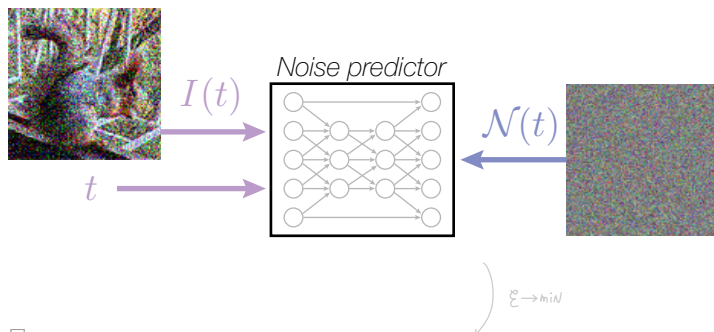 Noise predictor
I(t)
𝒩(t)
t
ξ→min